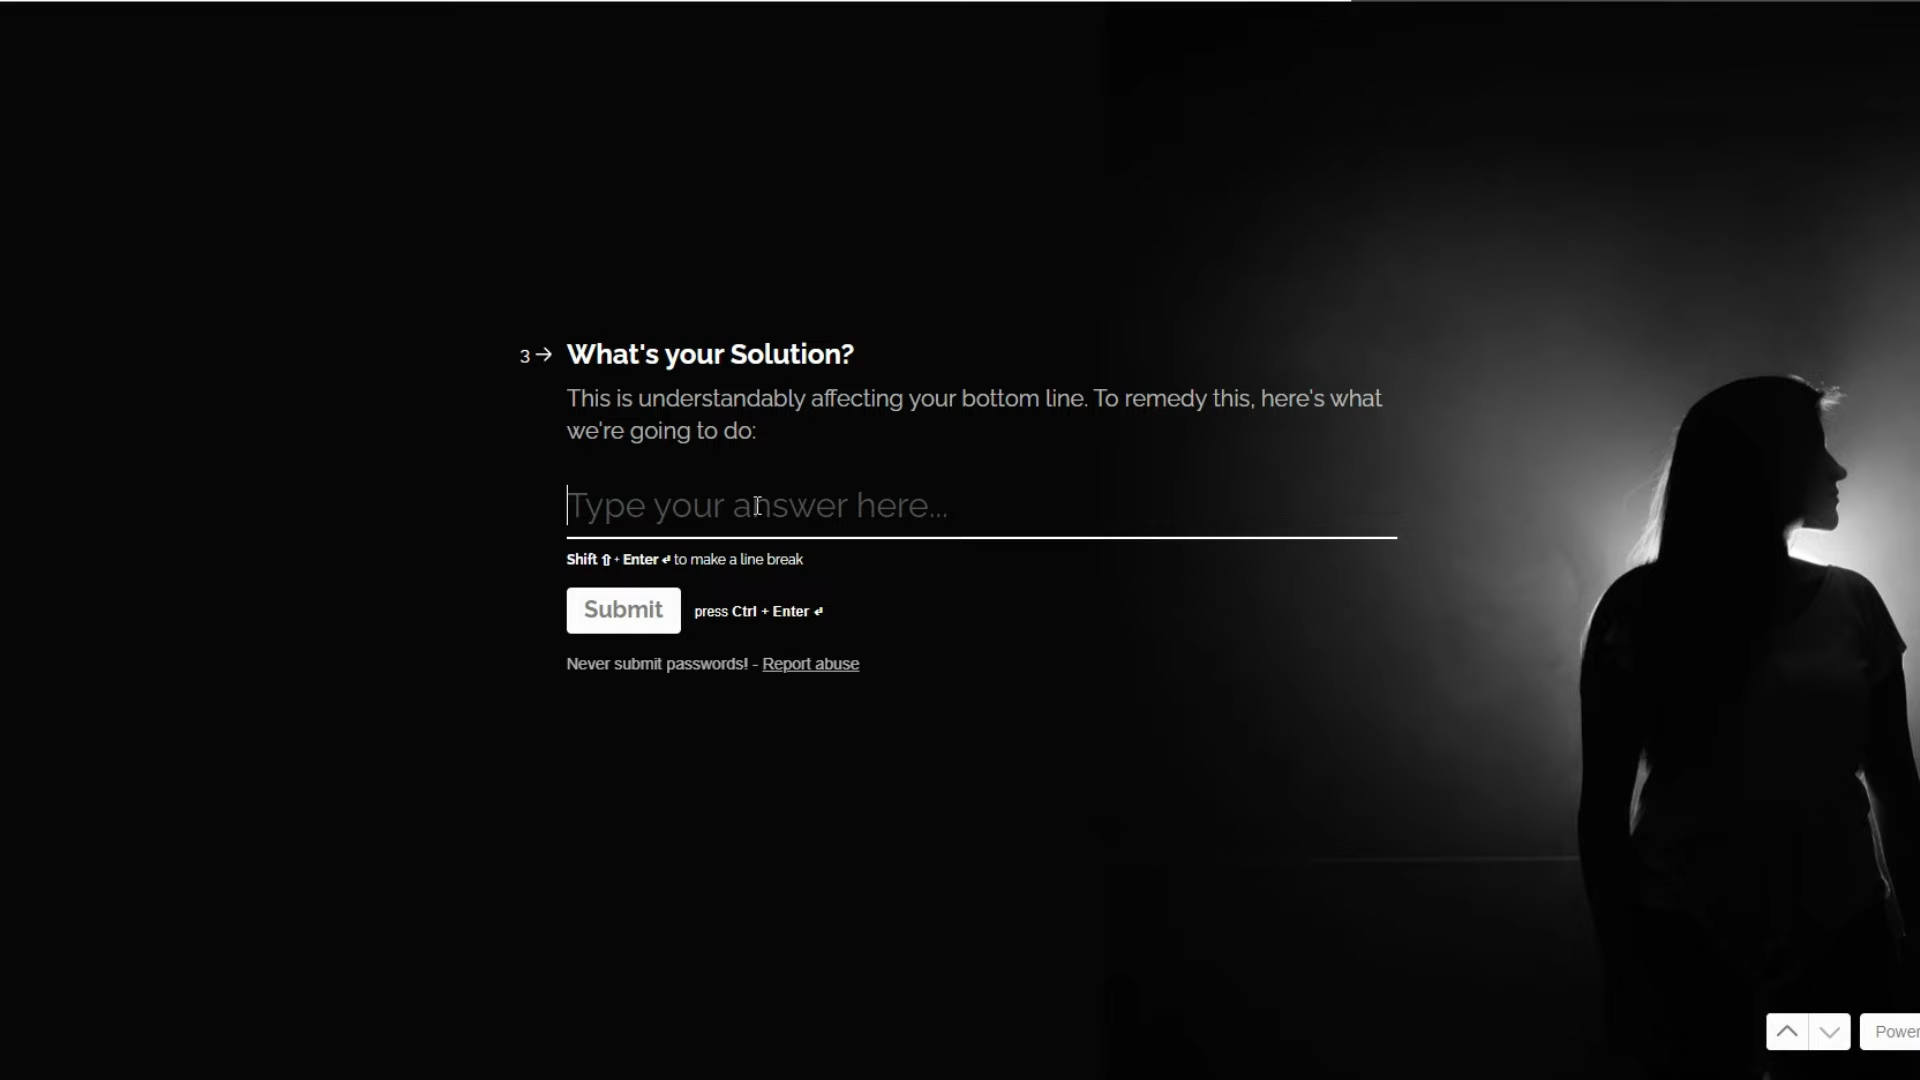 3 → What's your Solution?
This is understandably affecting your bottom line. To remedy this, here's what
we're going to do:
Type your answer here...
Shift ⇧ + Enter ↵ to make a line break
Submit press Ctrl + Enter ↵
Never submit passwords! - Report abuse
Power